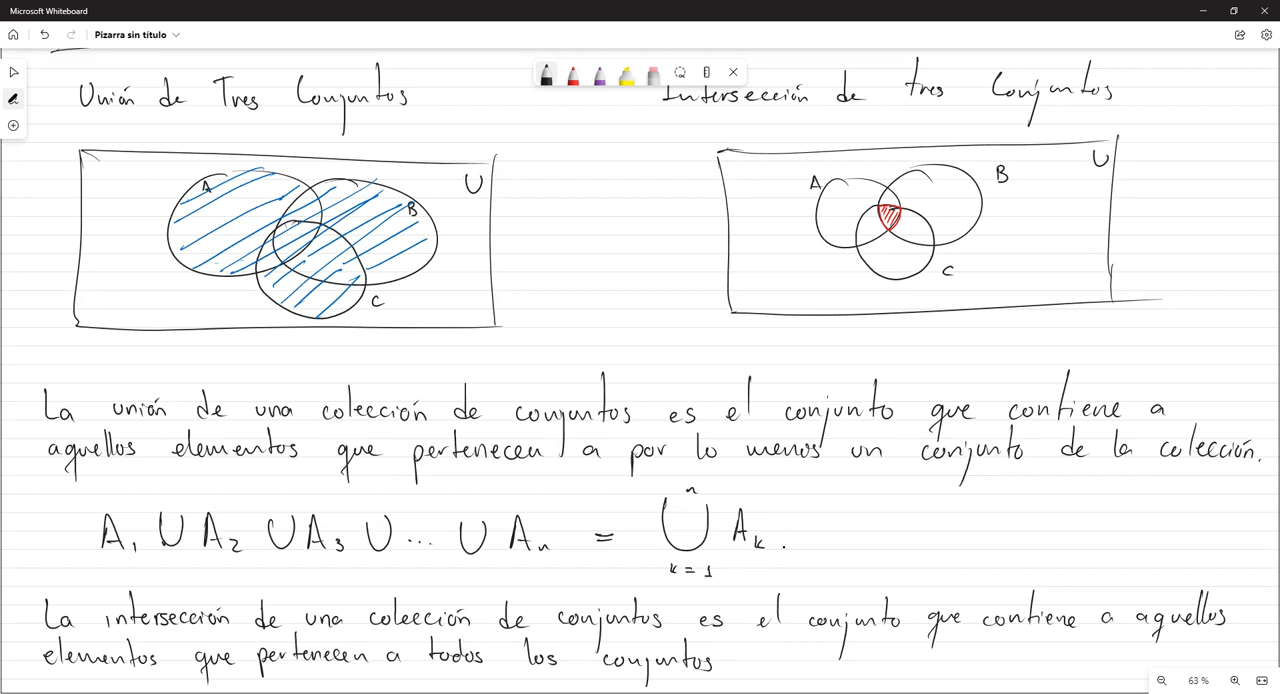 Microsoft Whiteboard
Pizarra sin título
Unión de Tres Conjuntos
Intersección de tres Conjuntos
A
B
C
U
A
B
C
U
La unión de una colección de conjuntos es el conjunto que contiene a
aquellos elementos que pertenecen a por lo menos un conjunto de la colección.
A₁ ∪ A₂ ∪ A₃ ∪ ... ∪ Aₙ = ⋃ₖ₌₁ⁿ Aₖ.
La intersección de una colección de conjuntos es el conjunto que contiene a aquellos
elementos que pertenecen a todos los conjuntos
63 %